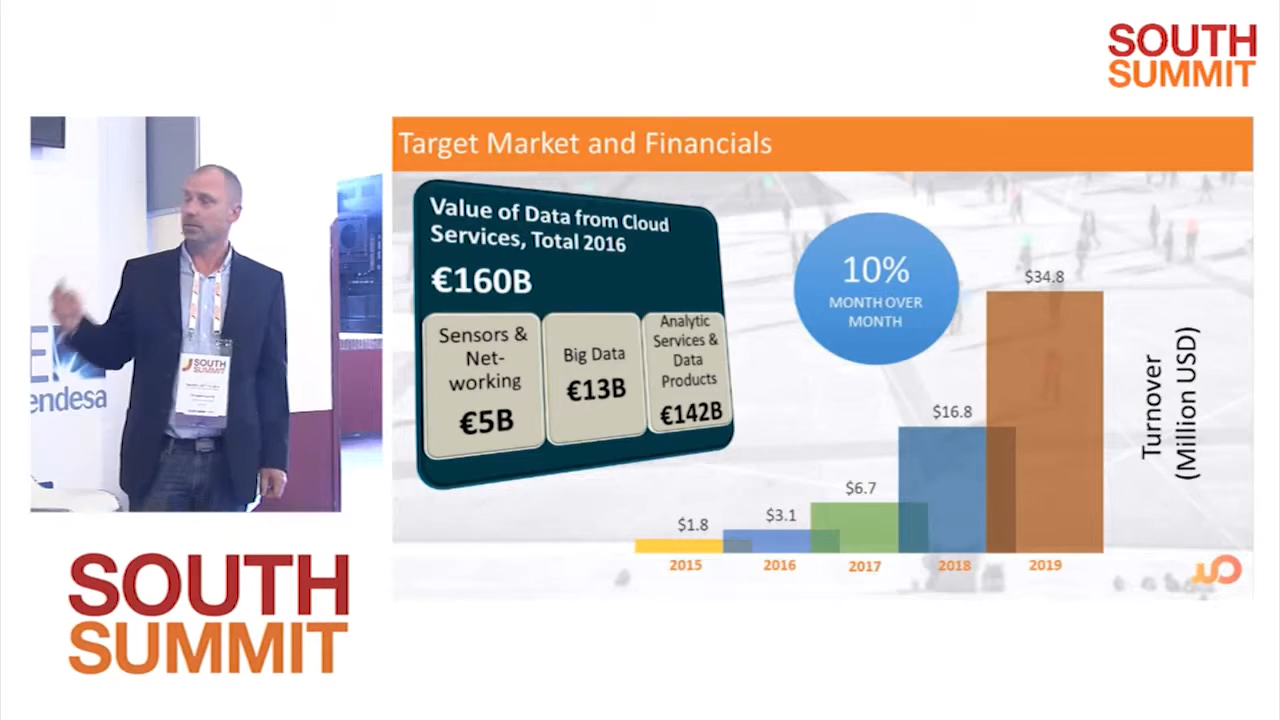 SOUTH
SUMMIT
Target Market and Financials
Value of Data from Cloud
Services, Total 2016
€160B
Sensors &
Net-
working
€5B
Big Data
€13B
Analytic
Services &
Data
Products
€142B
10%
MONTH OVER
MONTH
$1.8
$3.1
$6.7
$16.8
$34.8
2015
2016
2017
2018
2019
Turnover
(Million USD)
endesa
SOUTH
SUMMIT
SOUTH
SUMMIT